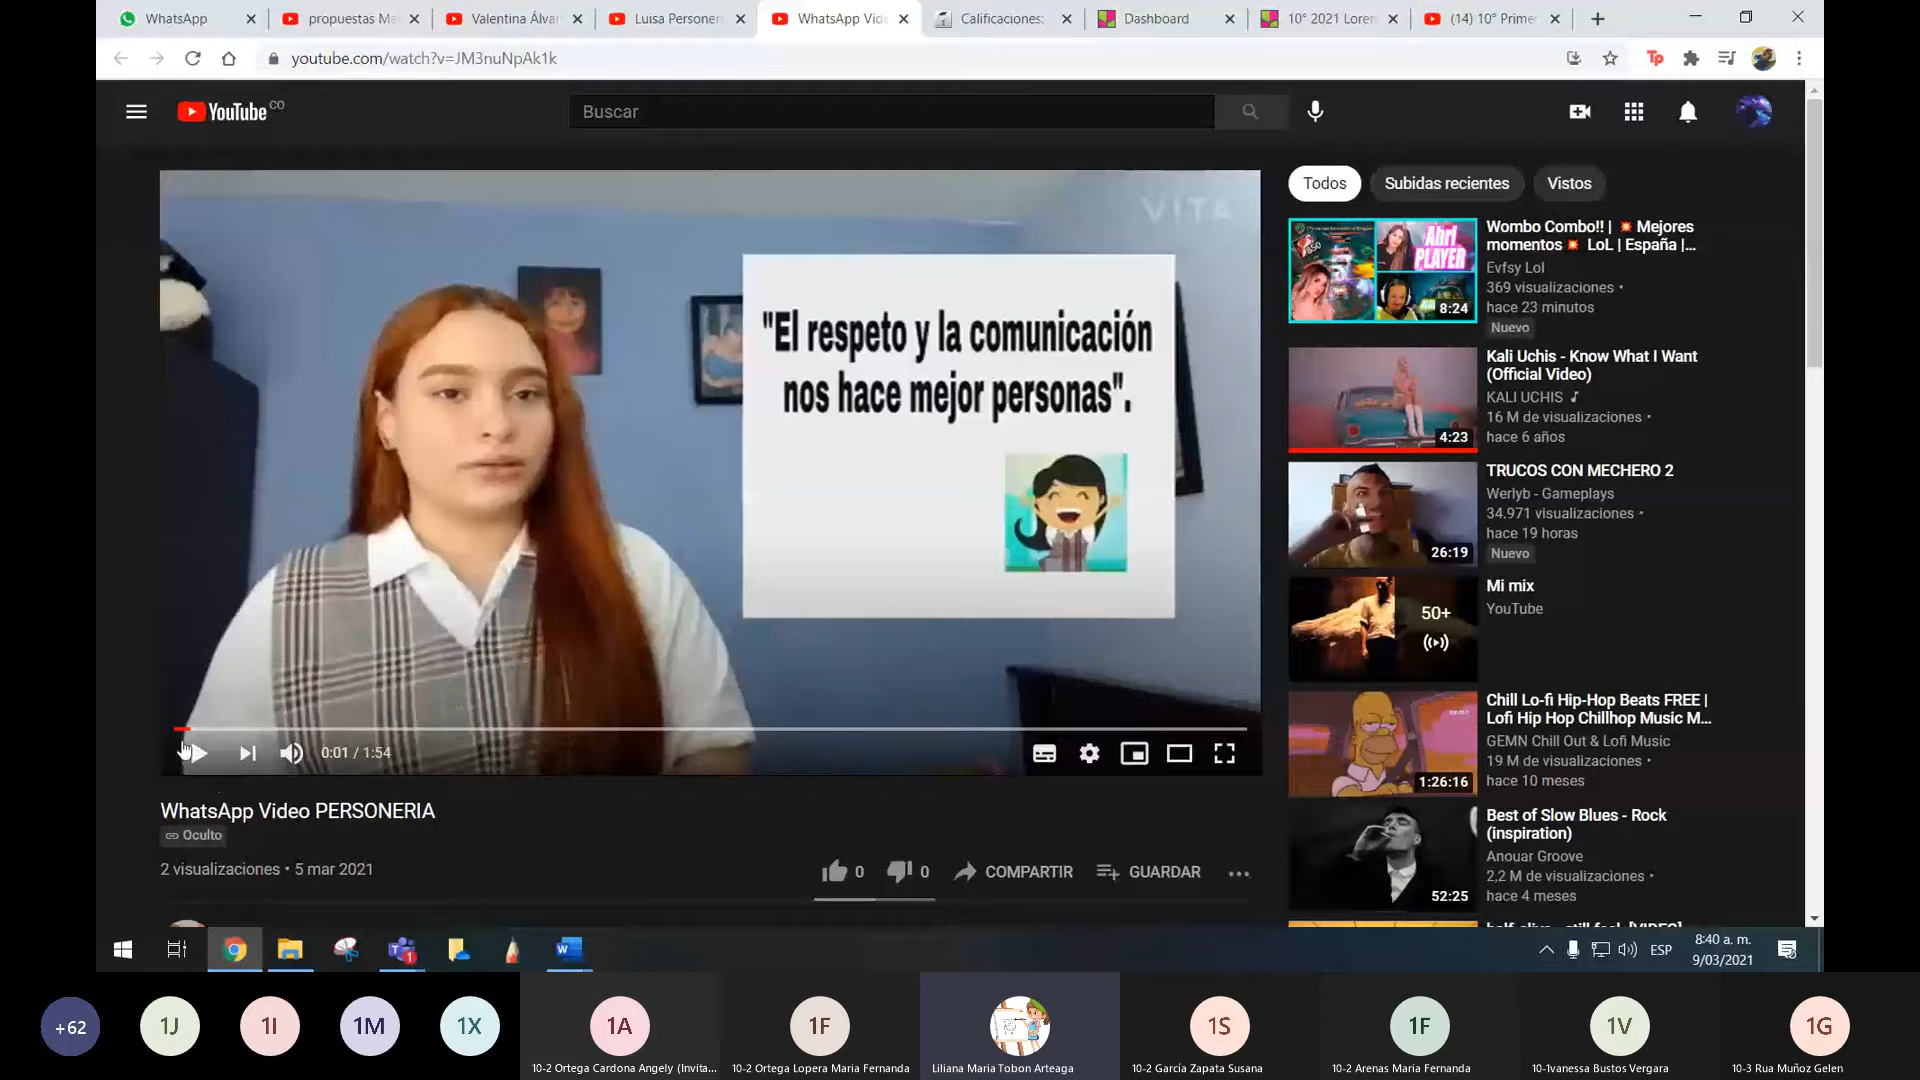 WhatsApp
propuestas Ma
Valentina Álvar
Luisa Personer
WhatsApp Vide
Calificaciones:
Dashboard
10° 2021 Loren
(14) 10° Prime
youtube.com/watch?v=JM3nuNpAk1k
YouTube CO
Buscar
Todos
Subidas recientes
Vistos
VITA
"El respeto y la comunicación
nos hace mejor personas".
0:01 / 1:54
WhatsApp Video PERSONERIA
Oculto
2 visualizaciones • 5 mar 2021
0
0
COMPARTIR
GUARDAR
Ahri
PLAYER
8:24
Wombo Combo!! | 💥 Mejores
momentos💥 LoL | España |...
Evfsy Lol
369 visualizaciones •
hace 23 minutos
Nuevo
4:23
Kali Uchis - Know What I Want
(Official Video)
KALI UCHIS
16 M de visualizaciones •
hace 6 años
26:19
TRUCOS CON MECHERO 2
Werlyb - Gameplays
34.971 visualizaciones •
hace 19 horas
Nuevo
50+
Mi mix
YouTube
1:26:16
Chill Lo-fi Hip-Hop Beats FREE |
Lofi Hip Hop Chillhop Music M...
GEMN Chill Out & Lofi Music
19 M de visualizaciones •
hace 10 meses
52:25
Best of Slow Blues - Rock
(inspiration)
Anouar Groove
2,2 M de visualizaciones •
hace 4 meses
ESP
8:40 a. m.
9/03/2021
+62
1J
1I
1M
1X
1A
1F
1S
1F
1V
1G
10-2 Ortega Cardona Angely (Invita...
10-2 Ortega Lopera Maria Fernanda
Liliana Maria Tobon Arteaga
10-2 García Zapata Susana
10-2 Arenas Maria Fernanda
10-1vanessa Bustos Vergara
10-3 Rua Muñoz Gelen